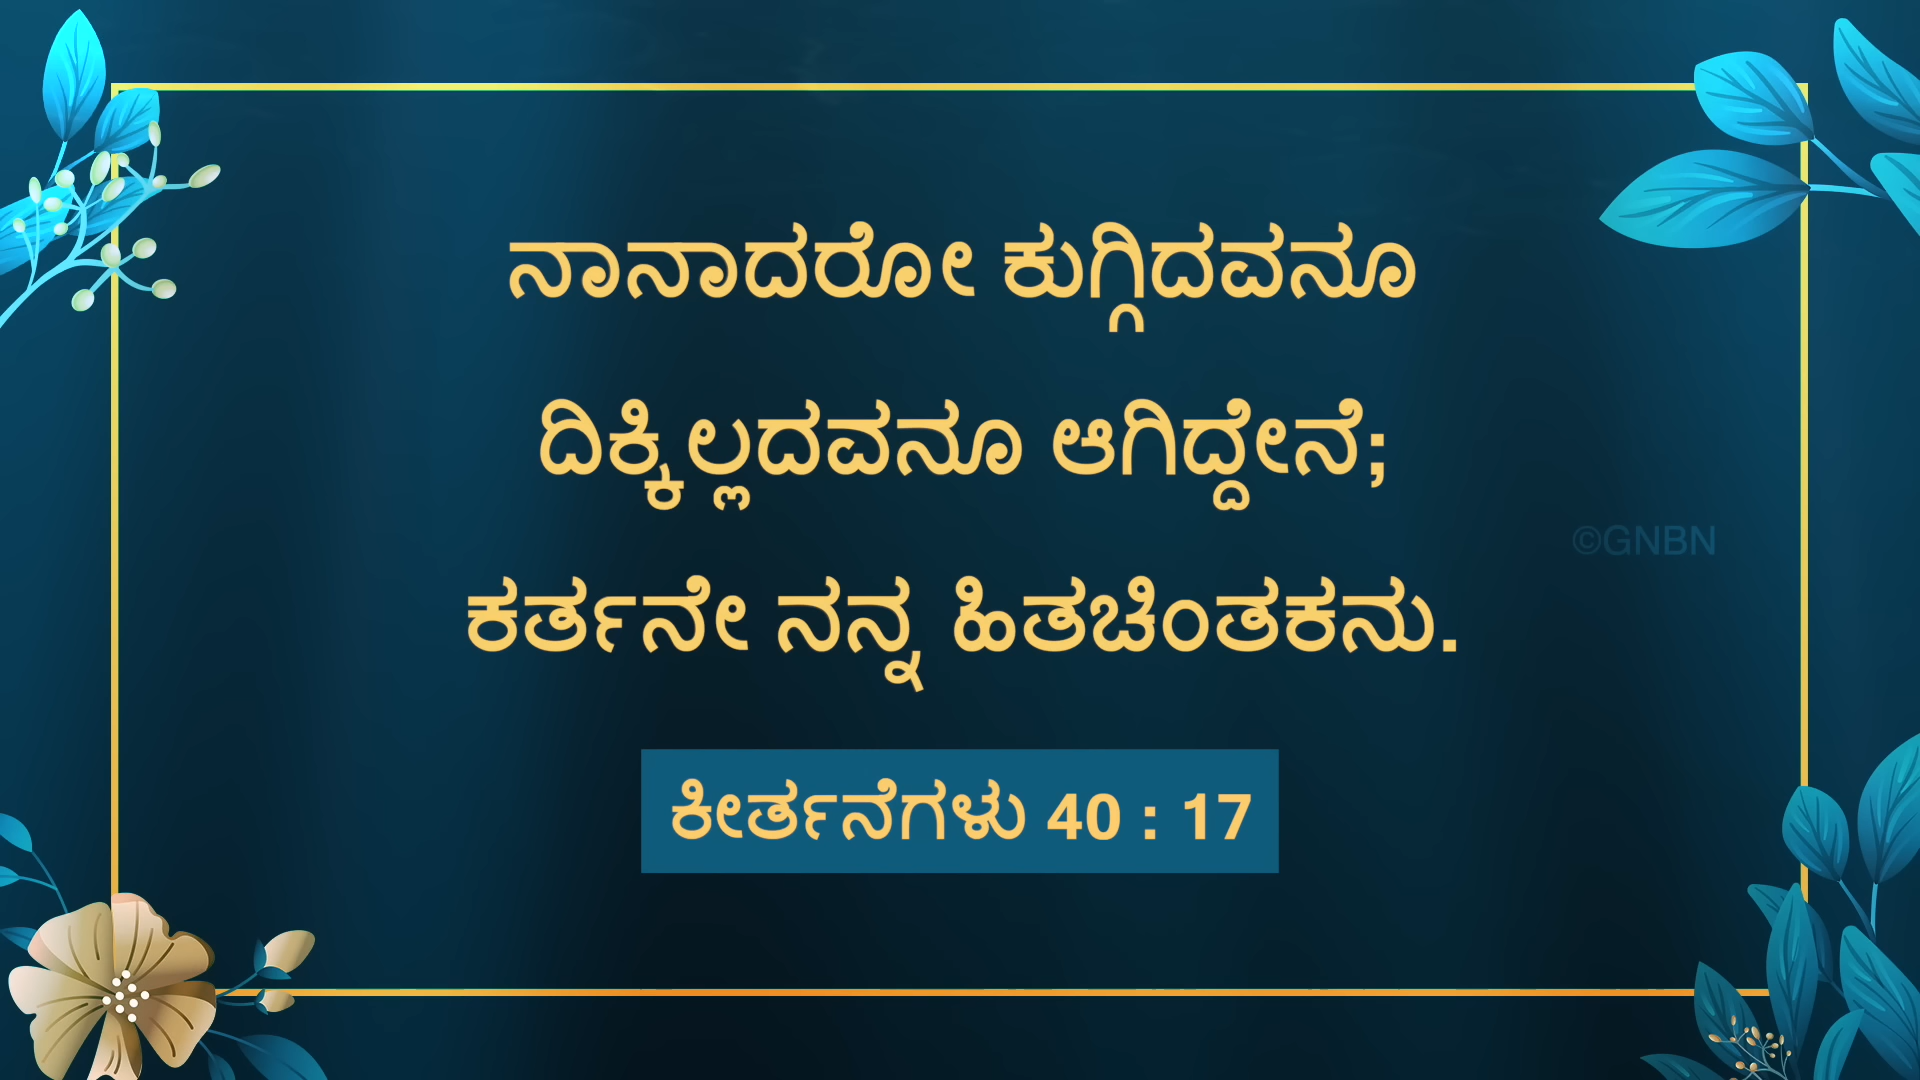 ನಾನಾದರೋ ಕುಗ್ಗಿದವನೂ
ದಿಕ್ಕಿಲ್ಲದವನೂ ಆಗಿದ್ದೇನೆ;
©GNBN
ಕರ್ತನೇ ನನ್ನ ಹಿತಚಿಂತಕನು.
ಕೀರ್ತನೆಗಳು 40 : 17